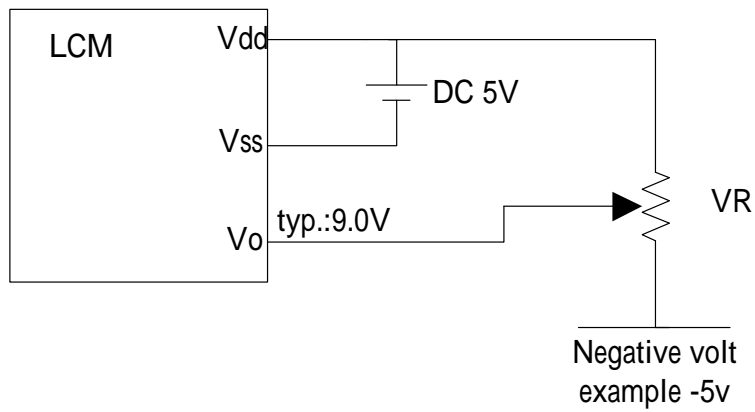 LCM
Vdd
DC 5V
Vss
VR
typ.:9.0V
Vo
Negative volt
example -5v